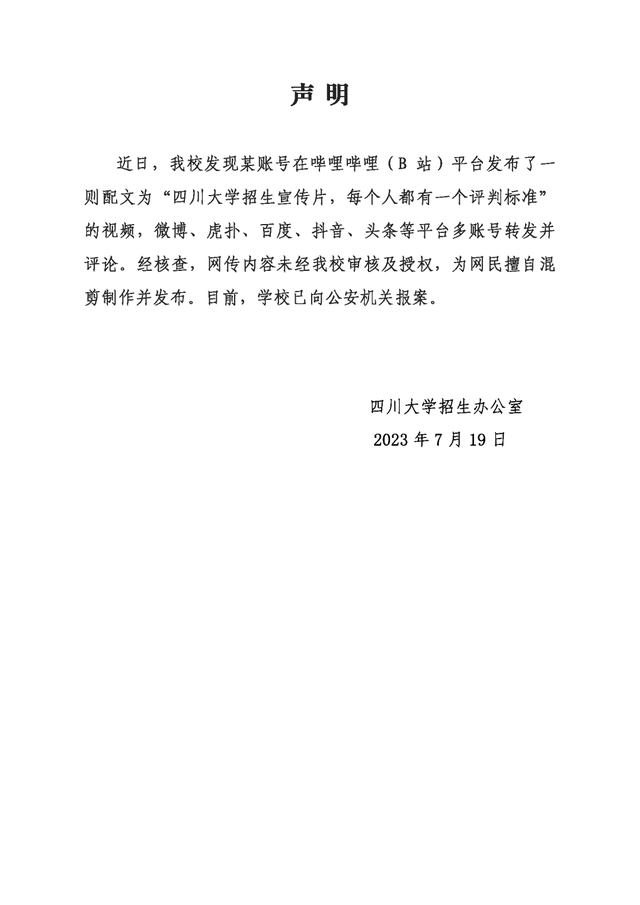 声 明
近日，我校发现某账号在哔哩哔哩（B 站）平台发布了一
则配文为“四川大学招生宣传片，每个人都有一个评判标准”
的视频，微博、虎扑、百度、抖音、头条等平台多账号转发并
评论。经核查，网传内容未经我校审核及授权，为网民擅自混
剪制作并发布。目前，学校已向公安机关报案。
四川大学招生办公室
2023 年 7 月 19 日